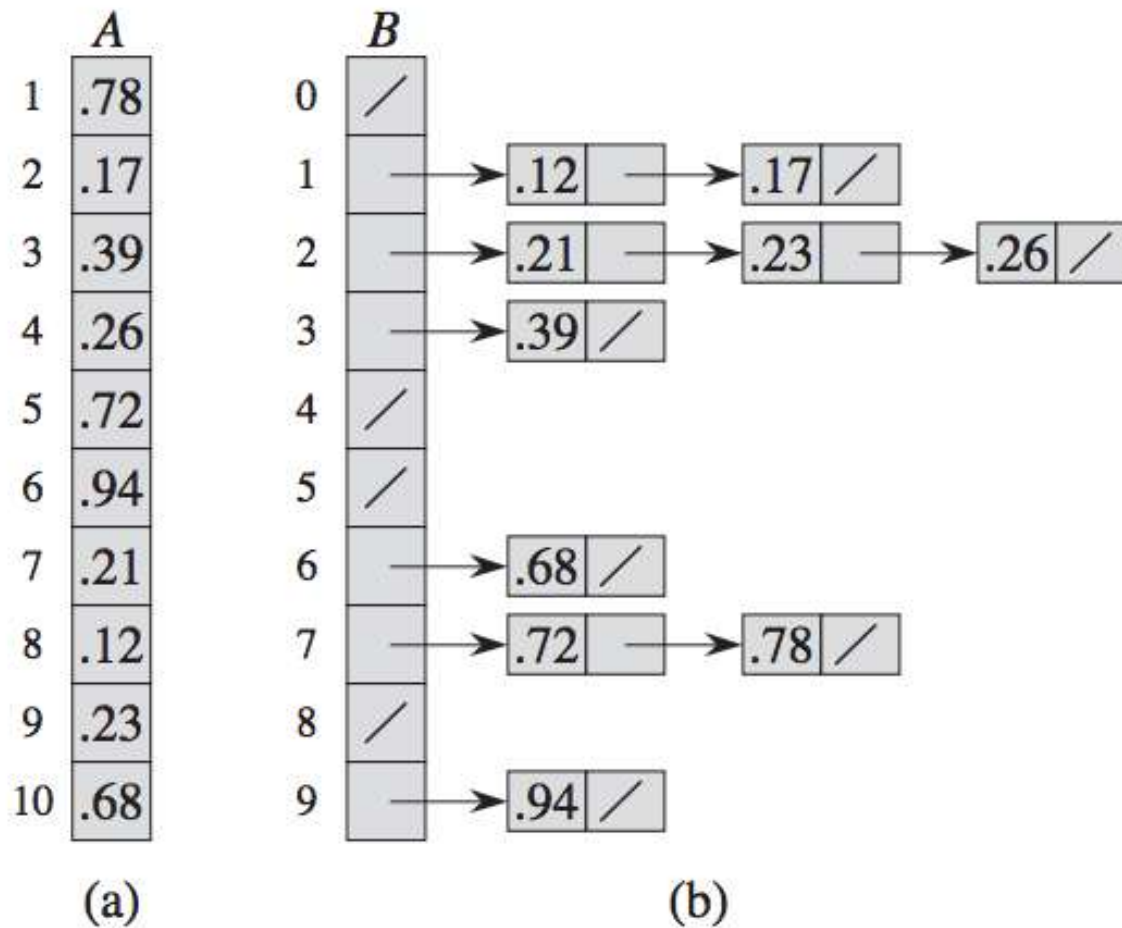 A B
1 .78 0 /
2 .17 1 .12 .17 /
3 .39 2 .21 .23 .26 /
4 .26 3 .39 /
5 .72 4 /
6 .94 5 /
7 .21 6 .68 /
8 .12 7 .72 .78 /
9 .23 8 /
10 .68 9 .94 /
(a) (b)